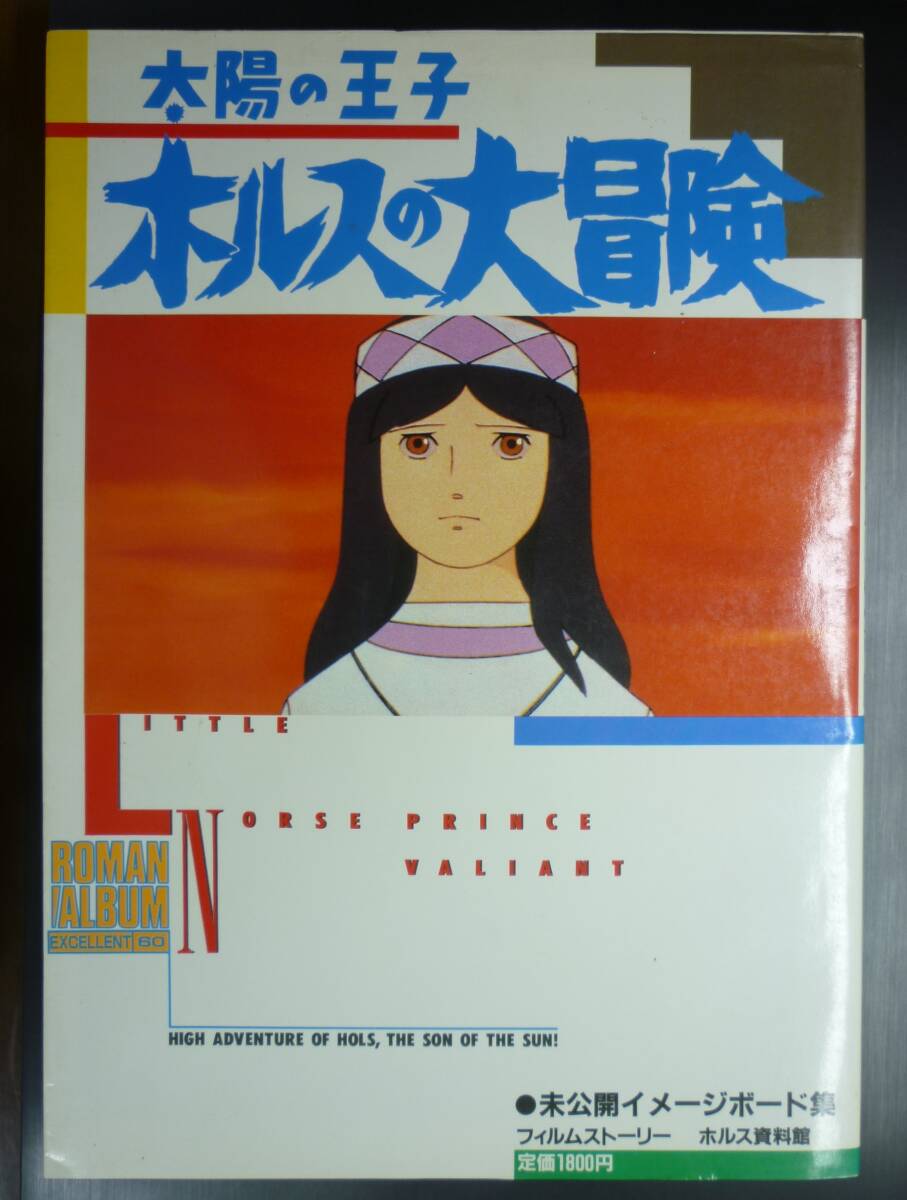 太陽の王子
ホルスの大冒険
LITTLE
NORSE PRINCE
VALIANT
ROMAN
ALBUM
EXCELLENT 60
HIGH ADVENTURE OF HOLS, THE SON OF THE SUN!
●未公開イメージボード集
フィルムストーリー ホルス資料館
定価1800円